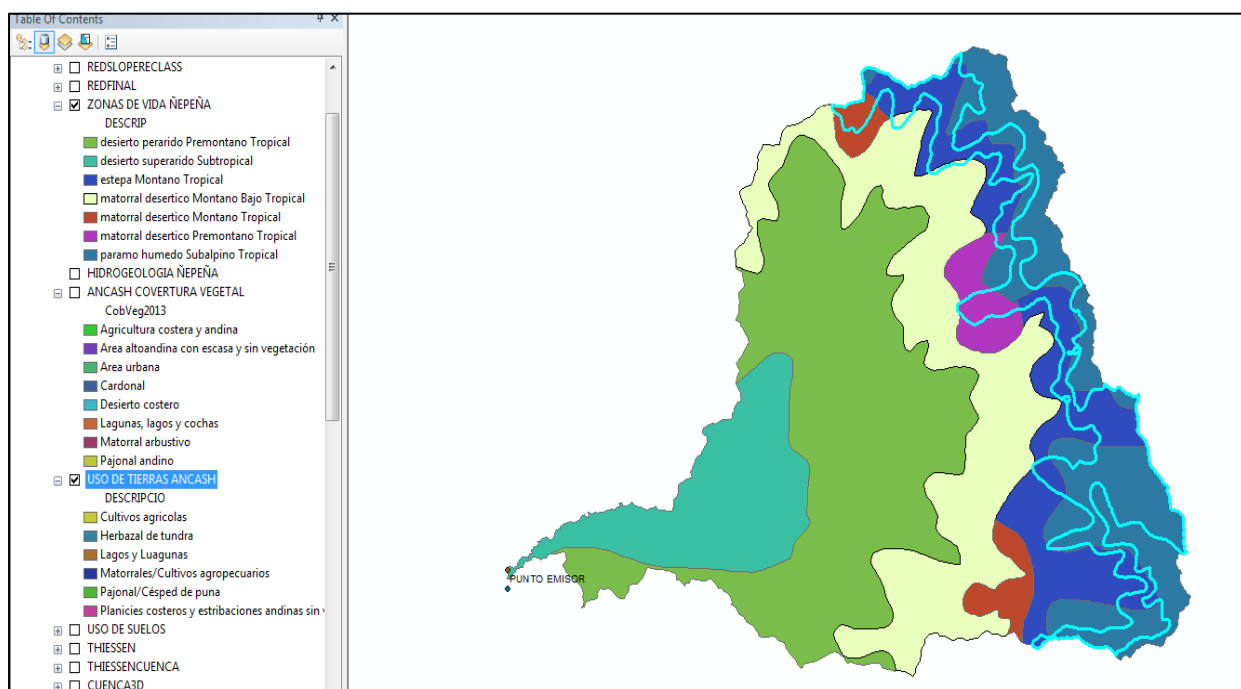 Table Of Contents
REDSLOPERECLASS
REDFINAL
ZONAS DE VIDA ÑEPEÑA
DESCRIP
desierto perarido Premontano Tropical
desierto superarido Subtropical
estepa Montano Tropical
matorral desertico Montano Bajo Tropical
matorral desertico Montano Tropical
matorral desertico Premontano Tropical
paramo humedo Subalpino Tropical
HIDROGEOLOGIA ÑEPEÑA
ANCASH COVERTURA VEGETAL
CobVeg2013
Agricultura costera y andina
Area altoandina con escasa y sin vegetación
Area urbana
Cardonal
Desierto costero
Lagunas, lagos y cochas
Matorral arbustivo
Pajonal andino
USO DE TIERRAS ANCASH
DESCRIPCIO
Cultivos agricolas
Herbazal de tundra
Lagos y Luagunas
Matorrales/Cultivos agropecuarios
Pajonal/Césped de puna
Planicies costeros y estribaciones andinas sin
USO DE SUELOS
THIESSEN
THIESSENCUENCA
CUENCA3D
PUNTO EMISOR